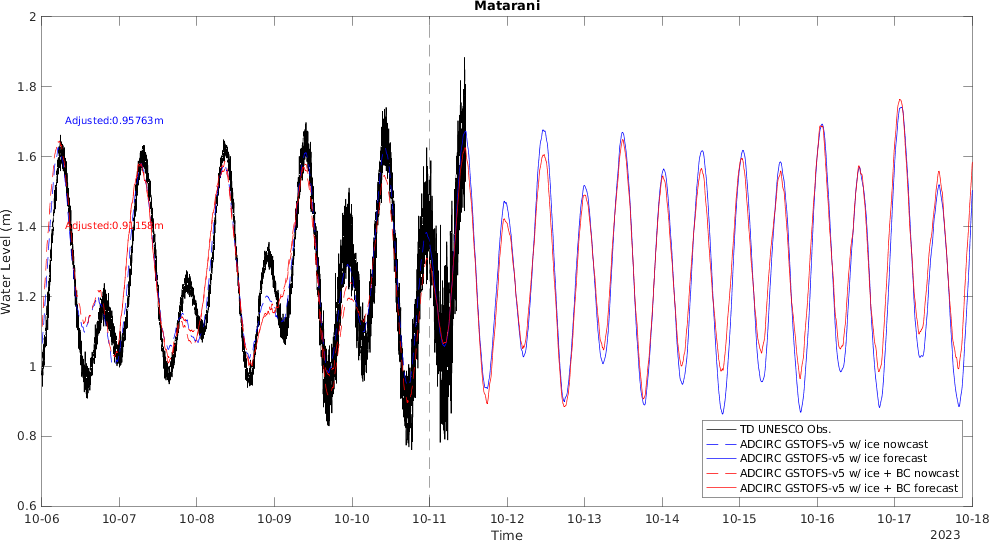 Matarani
2
1.8
1.6
1.4
1.2
1
0.8
0.6
Water Level (m)
Adjusted:0.95763m
Adjusted:0.91158m
TD UNESCO Obs.
ADCIRC GSTOFS-v5 w/ ice nowcast
ADCIRC GSTOFS-v5 w/ ice forecast
ADCIRC GSTOFS-v5 w/ ice + BC nowcast
ADCIRC GSTOFS-v5 w/ ice + BC forecast
10-06 10-07 10-08 10-09 10-10 10-11 10-12 10-13 10-14 10-15 10-16 10-17 10-18
Time
2023